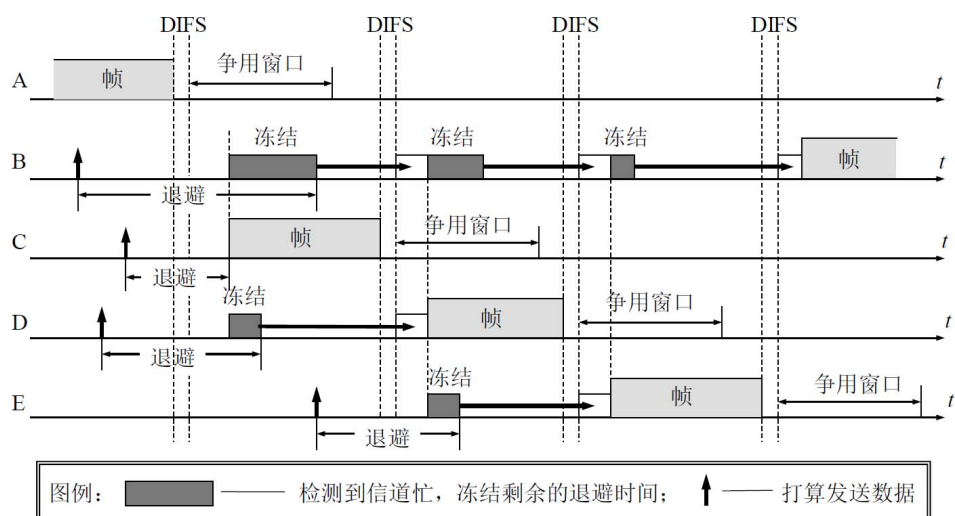 DIFS DIFS DIFS DIFS
A 帧 争用窗口 t
B 退避 冻结 冻结 冻结 帧 t
C 退避 帧 争用窗口 t
D 退避 冻结 帧 争用窗口 t
E 退避 冻结 帧 争用窗口 t
图例： 检测到信道忙，冻结剩余的退避时间； 打算发送数据